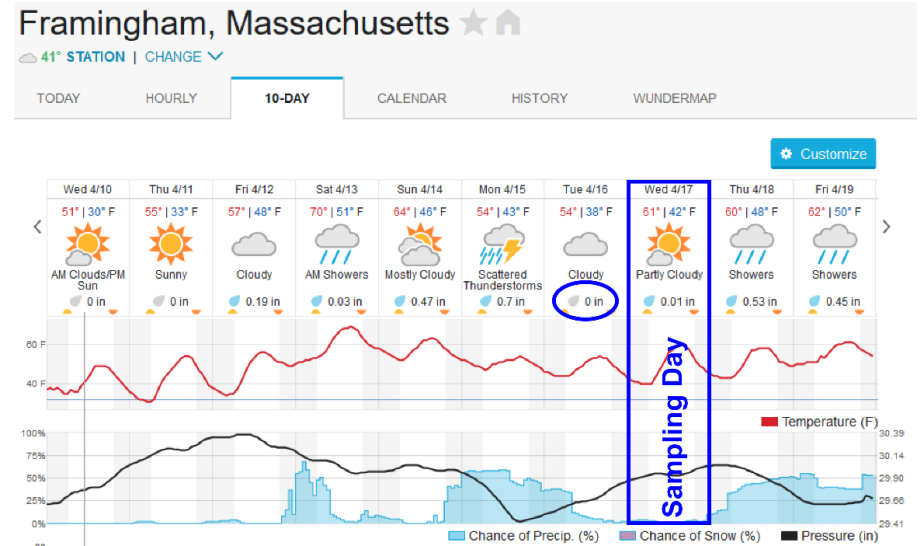 Framingham, Massachusetts
41° STATION | CHANGE
TODAY HOURLY 10-DAY CALENDAR HISTORY WUNDERMAP
Customize
Wed 4/10 Thu 4/11 Fri 4/12 Sat 4/13 Sun 4/14 Mon 4/15 Tue 4/16 Wed 4/17 Thu 4/18 Fri 4/19
51° | 30° F 55° | 33° F 57° | 48° F 70° | 51° F 64° | 46° F 54° | 43° F 54° | 38° F 61° | 42° F 60° | 48° F 62° | 50° F
AM Clouds/PM Sunny Cloudy AM Showers Mostly Cloudy Scattered Cloudy Partly Cloudy Showers Showers
Sun Thunderstorms
0 in 0 in 0.19 in 0.03 in 0.47 in 0.7 in 0 in 0.01 in 0.53 in 0.45 in
60 F
40 F
Sampling Day
Temperature (F)
100% 30.39
75% 30.14
50% 29.90
25% 29.66
0% 29.41
Chance of Precip. (%) Chance of Snow (%) Pressure (in)